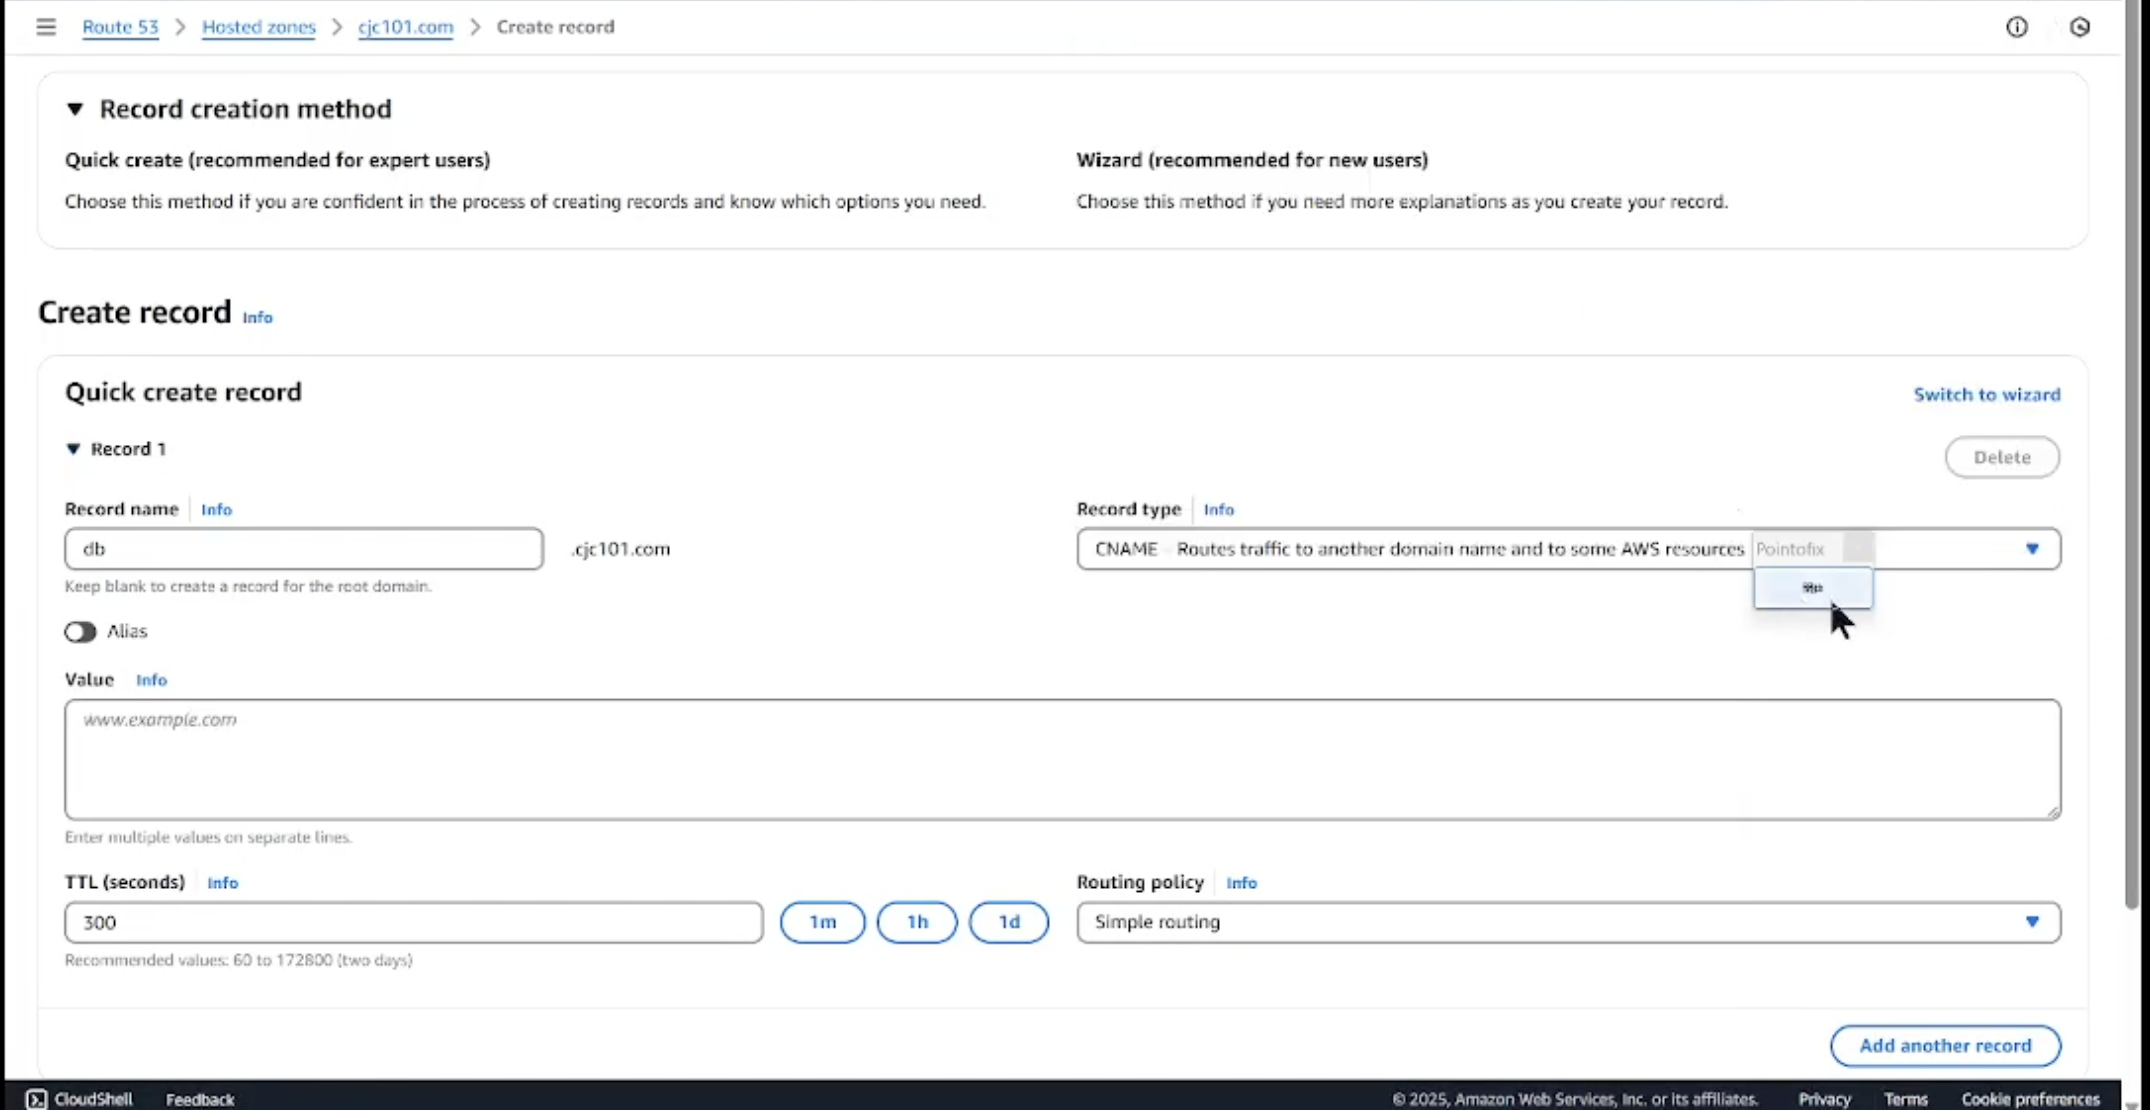 Route 53 > Hosted zones > cjc101.com > Create record
Record creation method
Quick create (recommended for expert users)
Choose this method if you are confident in the process of creating records and know which options you need.
Wizard (recommended for new users)
Choose this method if you need more explanations as you create your record.
Create record Info
Quick create record
Switch to wizard
Record 1
Delete
Record name Info
db
.cjc101.com
Keep blank to create a record for the root domain.
Record type Info
CNAME – Routes traffic to another domain name and to some AWS resources
Pointofix
Alias
Value Info
www.example.com
Enter multiple values on separate lines.
TTL (seconds) Info
300
1m
1h
1d
Recommended values: 60 to 172800 (two days)
Routing policy Info
Simple routing
Add another record
CloudShell Feedback
© 2025, Amazon Web Services, Inc. or its affiliates. Privacy Terms Cookie preferences